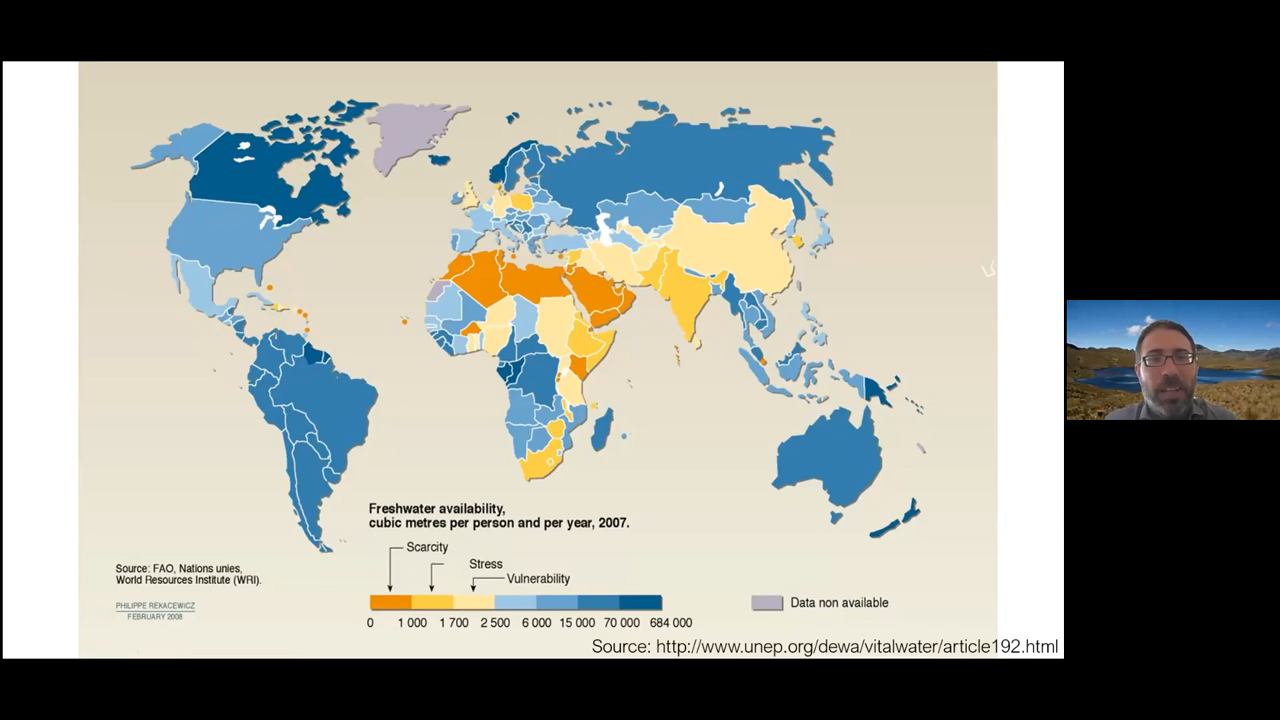 Freshwater availability,
cubic metres per person and per year, 2007.
Scarcity
Stress
Vulnerability
0 1 000 1 700 2 500 6 000 15 000 70 000 684 000
Data non available
Source: FAO, Nations unies,
World Resources Institute (WRI).
PHILIPPE REKACEWICZ
FEBRUARY 2008
Source: http://www.unep.org/dewa/vitalwater/article192.html